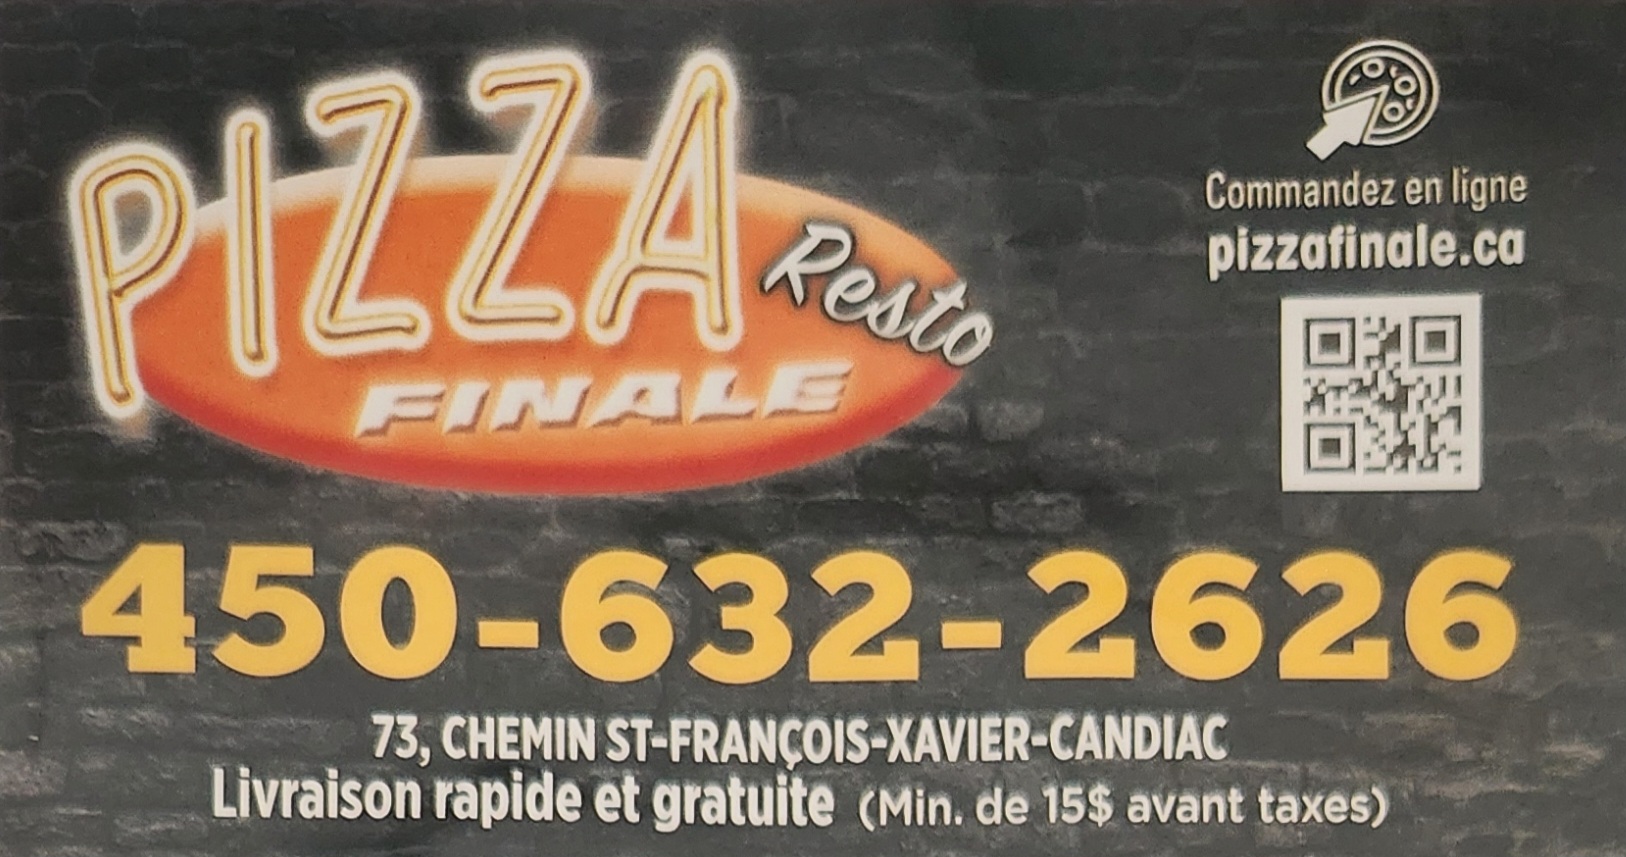 PIZZA
Resto
FINALE
Commandez en ligne
pizzafinale.ca
450-632-2626
73, CHEMIN ST-FRANÇOIS-XAVIER-CANDIAC
Livraison rapide et gratuite (Min. de 15$ avant taxes)